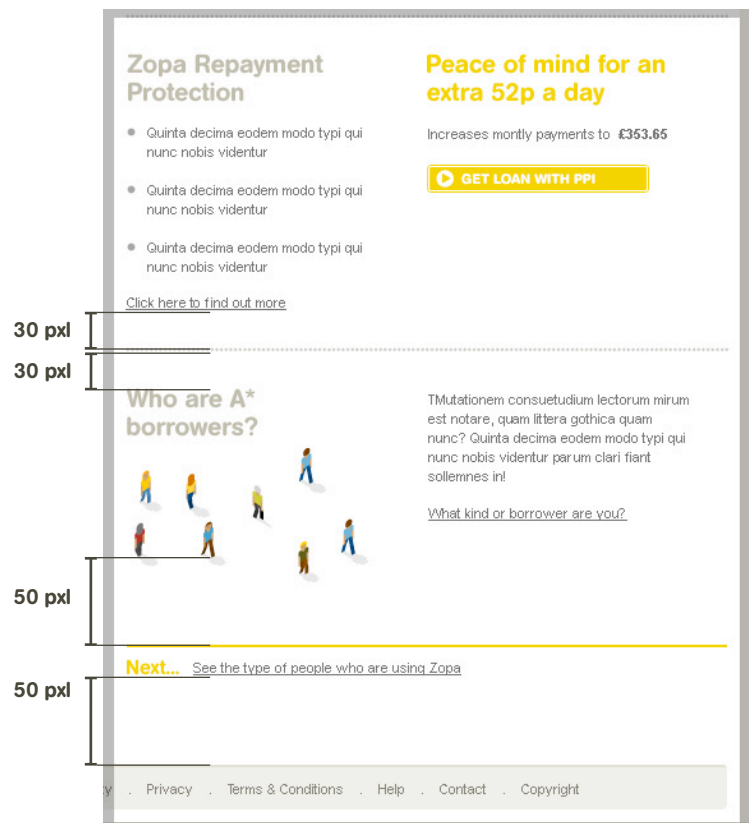 Zopa Repayment
Protection
Quinta decima eodem modo typi qui
nunc nobis videntur
Quinta decima eodem modo typi qui
nunc nobis videntur
Quinta decima eodem modo typi qui
nunc nobis videntur
Click here to find out more
Peace of mind for an
extra 52p a day
Increases montly payments to £353.65
GET LOAN WITH PPI
30 pxl
30 pxl
Who are A*
borrowers?
TMutationem consuetudium lectorum mirum
est notare, quam littera gothica quam
nunc? Quinta decima eodem modo typi qui
nunc nobis videntur parum clari fiant
sollemnes in!
What kind or borrower are you?
50 pxl
Next... See the type of people who are using Zopa
50 pxl
y . Privacy . Terms & Conditions . Help . Contact . Copyright